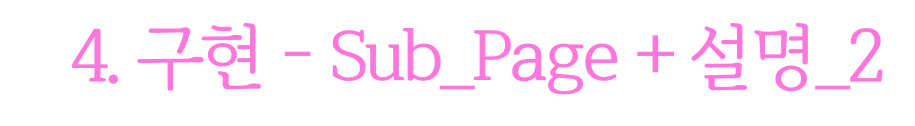 4. 구현 - Sub_Page + 설명_2